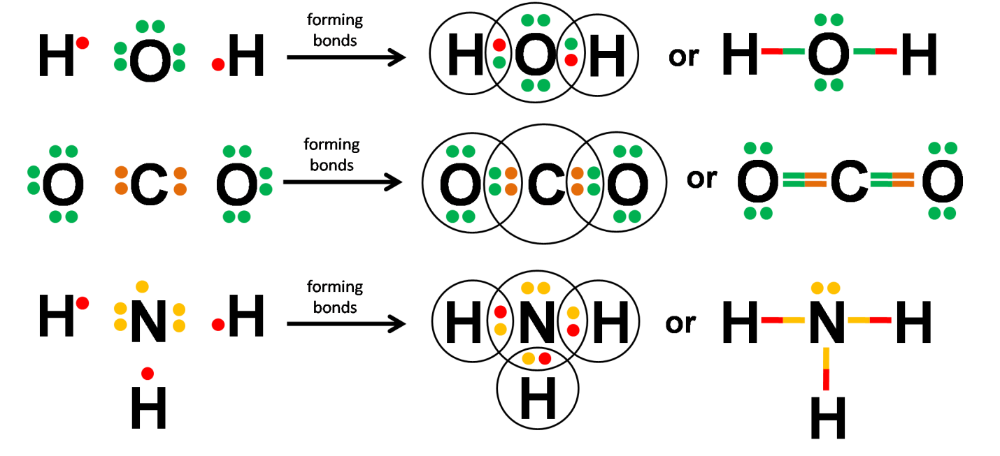 H O H forming bonds H O H or H O H
O C O forming bonds O C O or O C O
H N H forming bonds H N H or H N H
H H H